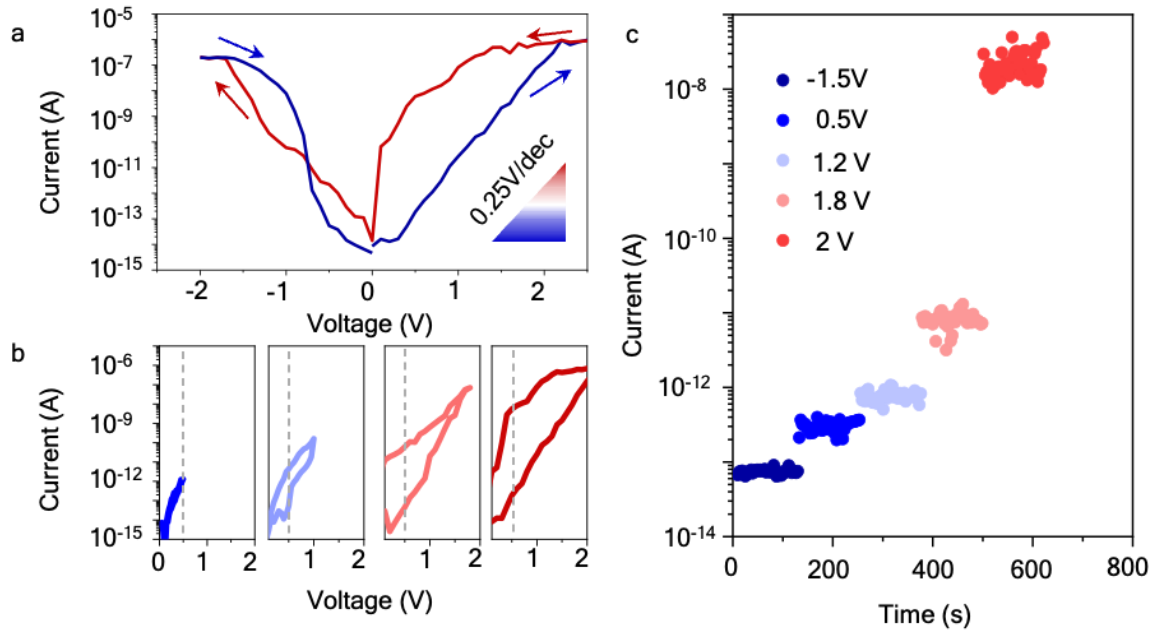 a
Current (A)
10-5
10-7
10-9
10-11
10-13
10-15
0.25V/dec
-2 -1 0 1 2
Voltage (V)
b
Current (A)
10-6
10-9
10-12
10-15
0 1 2 1 2 1 2 1 2
Voltage (V)
c
Current (A)
10-8
10-10
10-12
10-14
-1.5V
0.5V
1.2 V
1.8 V
2 V
0 200 400 600 800
Time (s)